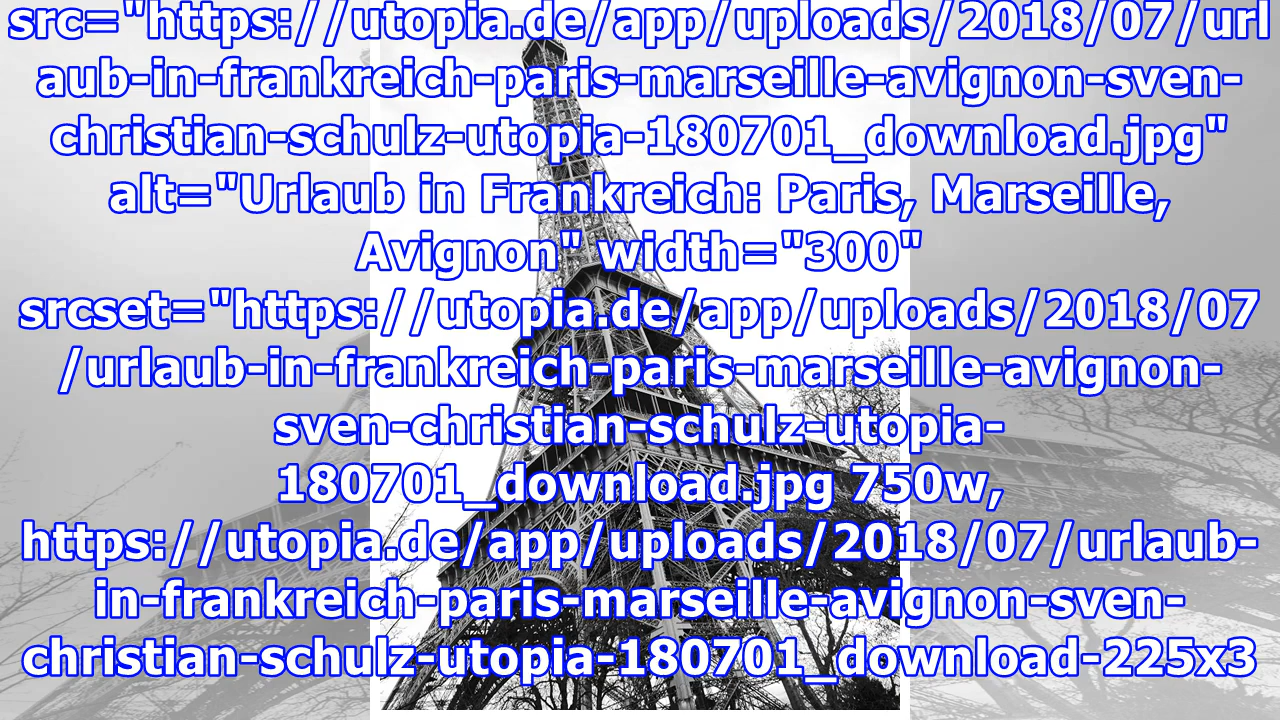 src="https://utopia.de/app/uploads/2018/07/url
aub-in-frankreich-paris-marseille-avignon-sven-
christian-schulz-utopia-180701_download.jpg"
alt="Urlaub in Frankreich: Paris, Marseille,
Avignon" width="300"
srcset="https://utopia.de/app/uploads/2018/07
/urlaub-in-frankreich-paris-marseille-avignon-
sven-christian-schulz-utopia-
180701_download.jpg 750w,
https://utopia.de/app/uploads/2018/07/urlaub-
in-frankreich-paris-marseille-avignon-sven-
christian-schulz-utopia-180701_download-225x3